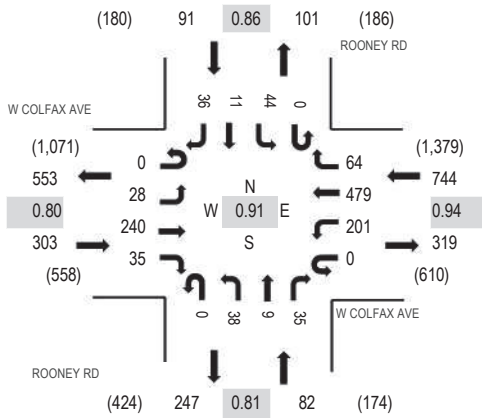 (180) 91 0.86 101 (186)
ROONEY RD
W COLFAX AVE
36 11 44 0
(1,071) 0 64 (1,379)
553 28 N 479 744
0.80 240 W 0.91 E 201 0.94
303 35 S 0 319
(558) (610)
0 38 9 35
W COLFAX AVE
ROONEY RD
(424) 247 0.81 82 (174)